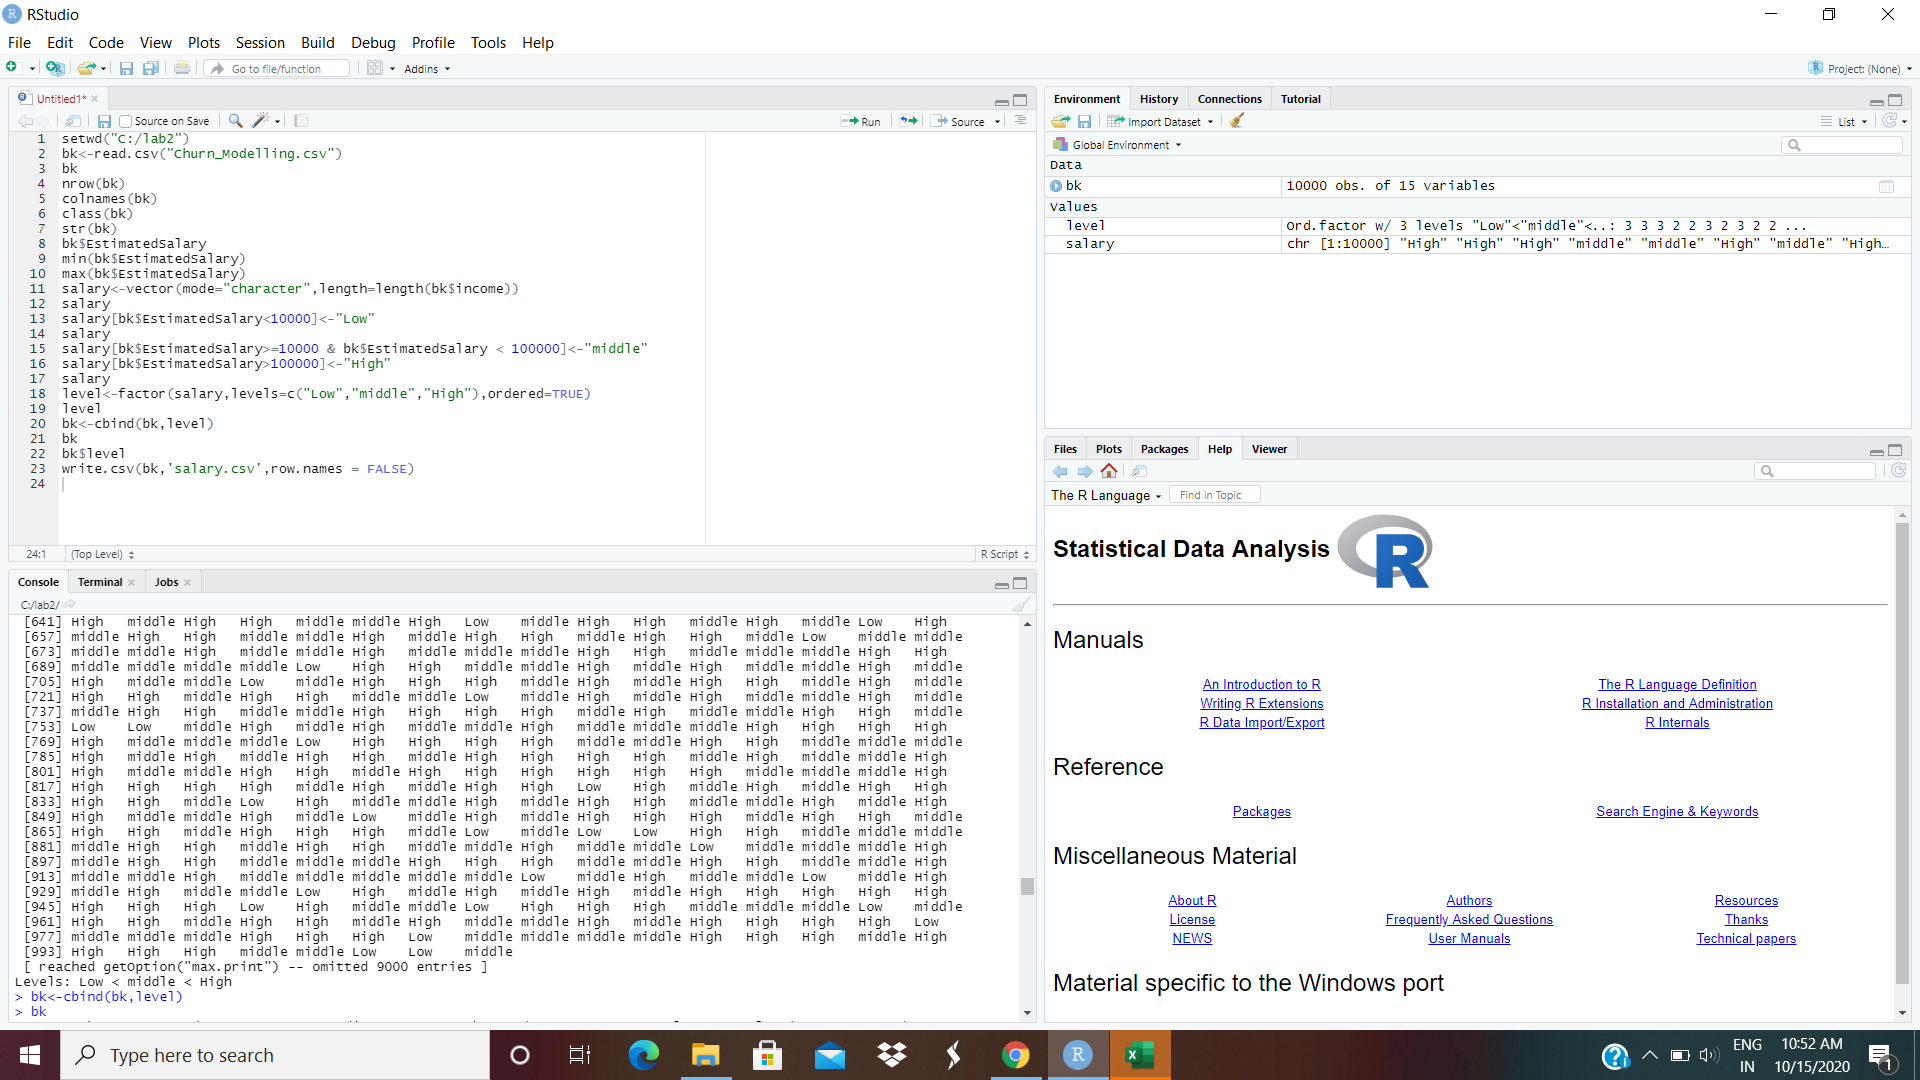 RStudio
File Edit Code View Plots Session Build Debug Profile Tools Help
Go to file/function Addins Project: (None)
Untitled1*
Source on Save Run Source
1 setwd("C:/lab2")
2 bk<-read.csv("Churn_Modelling.csv")
3 bk
4 nrow(bk)
5 colnames(bk)
6 class(bk)
7 str(bk)
8 bk$EstimatedSalary
9 min(bk$EstimatedSalary)
10 max(bk$EstimatedSalary)
11 salary<-vector(mode="character",length=length(bk$income))
12 salary
13 salary[bk$EstimatedSalary<10000]<-"Low"
14 salary
15 salary[bk$EstimatedSalary>=10000 & bk$EstimatedSalary < 100000]<-"middle"
16 salary[bk$EstimatedSalary>100000]<-"High"
17 salary
18 level<-factor(salary,levels=c("Low","middle","High"),ordered=TRUE)
19 level
20 bk<-cbind(bk,level)
21 bk
22 bk$level
23 write.csv(bk,'salary.csv',row.names = FALSE)
24
24:1 (Top Level) R Script
Console Terminal Jobs
C:/lab2/
[641] High middle High High middle middle High Low middle High High middle High middle Low High
[657] middle High High middle middle High High High middle High High middle middle Low middle middle
[673] middle middle High middle High middle middle middle middle High High middle middle middle High High
[689] middle middle middle middle Low High High middle middle High middle High middle High High middle
[705] High middle middle Low middle High High High middle middle middle High High High High middle
[721] High High middle High High middle middle Low middle middle High High middle High High middle
[737] middle High High middle middle High High High High High middle middle middle High High middle
[753] Low Low middle middle High middle High middle middle middle middle High High High High High
[769] High middle middle middle Low High High High High middle middle High High middle middle middle
[785] High middle middle High High High High middle High High middle High middle middle middle High
[801] High middle middle High High middle middle High High High High High middle middle middle High
[817] High High High High middle High middle High High Low High middle middle middle middle High
[833] High High middle Low High middle middle High middle High High middle middle High middle High
[849] High High middle High middle Low middle middle High middle middle High High middle High middle
[865] High High middle High High High middle Low middle Low Low High High middle middle middle
[881] middle High High middle High middle middle High High middle middle Low middle middle middle High
[897] middle High High middle middle middle High High High middle High High High middle middle High
[913] middle middle middle High middle middle middle middle Low middle High middle middle Low middle High
[929] middle High middle middle Low High middle High middle High middle High High High High High
[945] High High High Low High middle middle Low High High High middle middle middle Low middle
[961] High High middle High High middle middle High middle middle middle High High High High Low
[977] middle middle middle High High High Low middle middle middle middle High High High middle High
[993] High High middle middle middle Low Low middle
[ reached getOption("max.print") -- omitted 9000 entries ]
Levels: Low < middle < High
> bk<-cbind(bk,level)
> bk
Environment History Connections Tutorial
Import Dataset List
Global Environment
Data
bk 10000 obs. of 15 variables
Values
level Ord.factor w/ 3 levels "Low"<"middle"<..: 3 3 3 2 2 3 2 3 2 2 ...
salary chr [1:10000] "High" "High" "High" "middle" "middle" "High" "middle" "High…
Files Plots Packages Help Viewer
The R Language Find in Topic
Statistical Data Analysis R
Manuals
An Introduction to R The R Language Definition
Writing R Extensions R Installation and Administration
R Data Import/Export R Internals
Reference
Packages Search Engine & Keywords
Miscellaneous Material
About R Authors Resources
License Frequently Asked Questions Thanks
NEWS User Manuals Technical papers
Material specific to the Windows port
Type here to search
ENG
IN
10:52 AM
10/15/2020
1